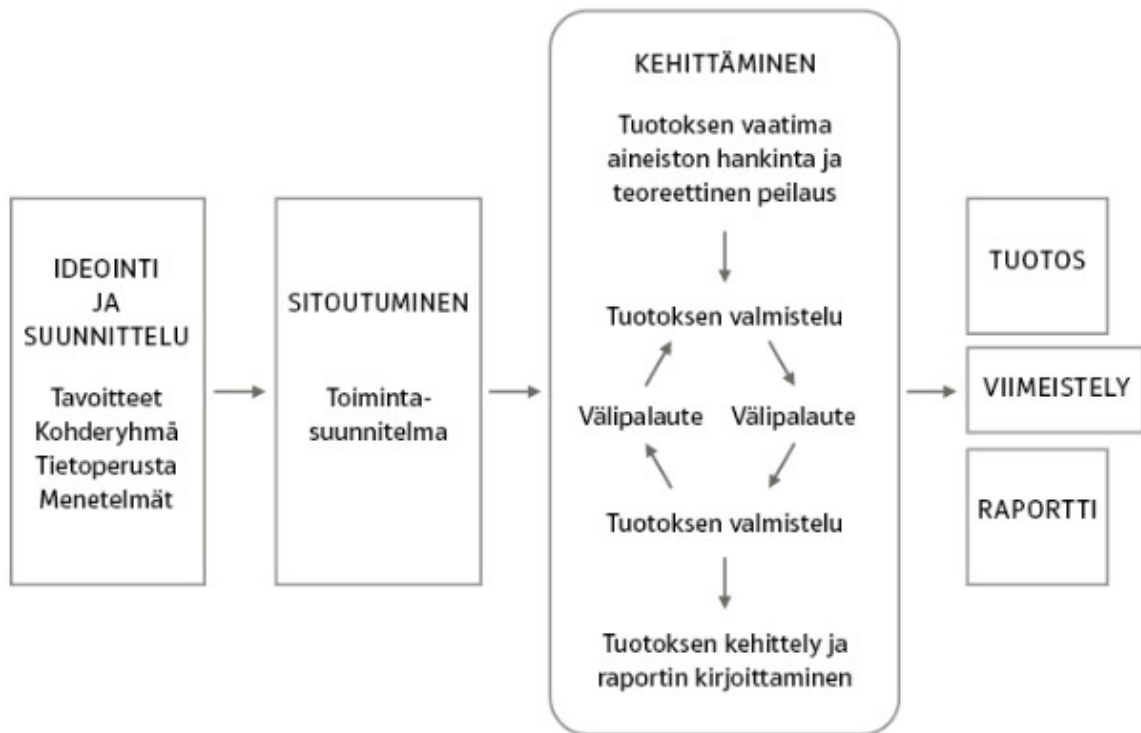 IDEOINTI
JA
SUUNNITTELU
Tavoitteet
Kohderyhmä
Tietoperusta
Menetelmät
SITOUTUMINEN
Toiminta-
suunnitelma
KEHITTÄMINEN
Tuotoksen vaatima
aineiston hankinta ja
teoreettinen peilaus
Tuotoksen valmistelu
Välipalaute
Välipalaute
Tuotoksen valmistelu
Tuotoksen kehittely ja
raportin kirjoittaminen
TUOTOS
VIIMEISTELY
RAPORTTI